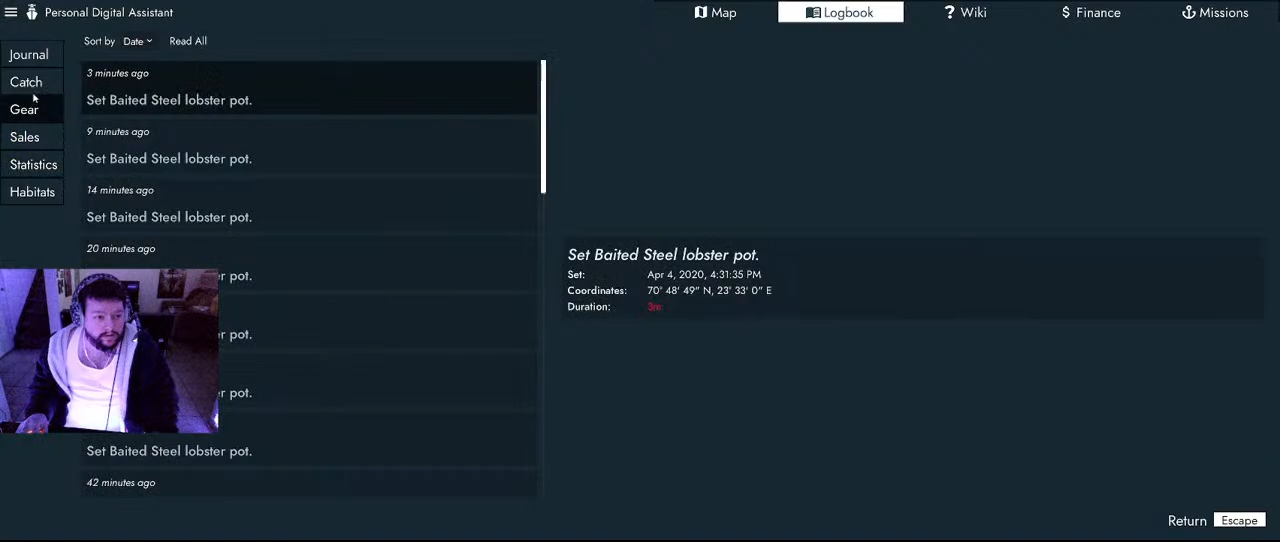 Personal Digital Assistant
Map
Logbook
? Wiki
$ Finance
Missions
Journal
Catch
Gear
Sales
Statistics
Habitats
Sort by Date
Read All
3 minutes ago
Set Baited Steel lobster pot.
9 minutes ago
Set Baited Steel lobster pot.
14 minutes ago
Set Baited Steel lobster pot.
20 minutes ago
r pot.
r pot.
r pot.
Set Baited Steel lobster pot.
42 minutes ago
Set Baited Steel lobster pot.
Set: Apr 4, 2020, 4:31:35 PM
Coordinates: 70° 48' 49" N, 23° 33' 0" E
Duration: 3m
Return Escape